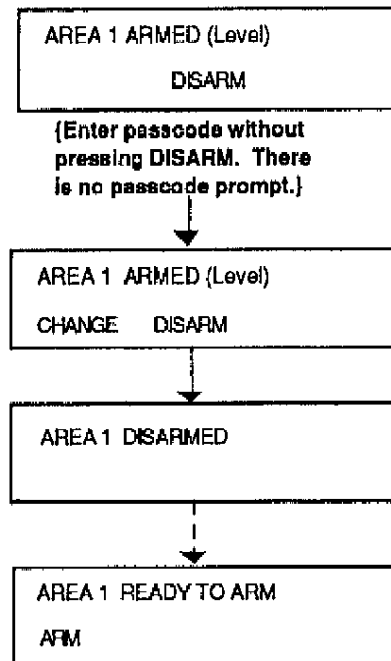 AREA 1 ARMED (Level)
DISARM
{Enter passcode without
pressing DISARM. There
is no passcode prompt.}
AREA 1 ARMED (Level)
CHANGE DISARM
AREA 1 DISARMED
AREA 1 READY TO ARM
ARM